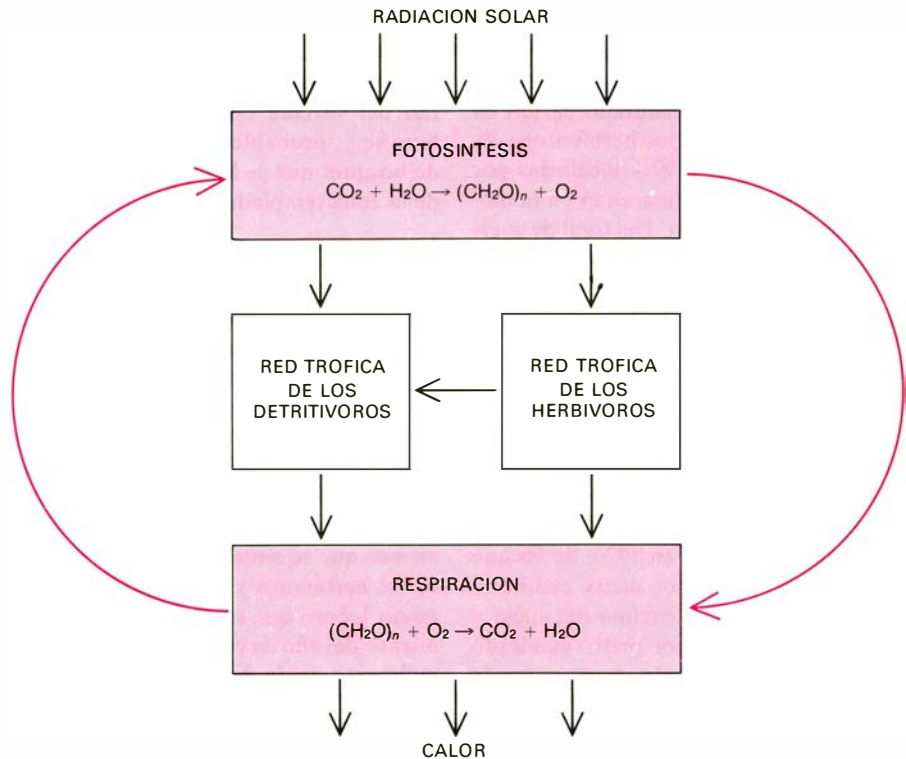 RADIACION SOLAR
FOTOSINTESIS
CO₂ + H₂O → (CH₂O)ₙ + O₂
RED TROFICA
DE LOS
DETRITIVOROS
RED TROFICA
DE LOS
HERBIVOROS
RESPIRACION
(CH₂O)ₙ + O₂ → CO₂ + H₂O
CALOR